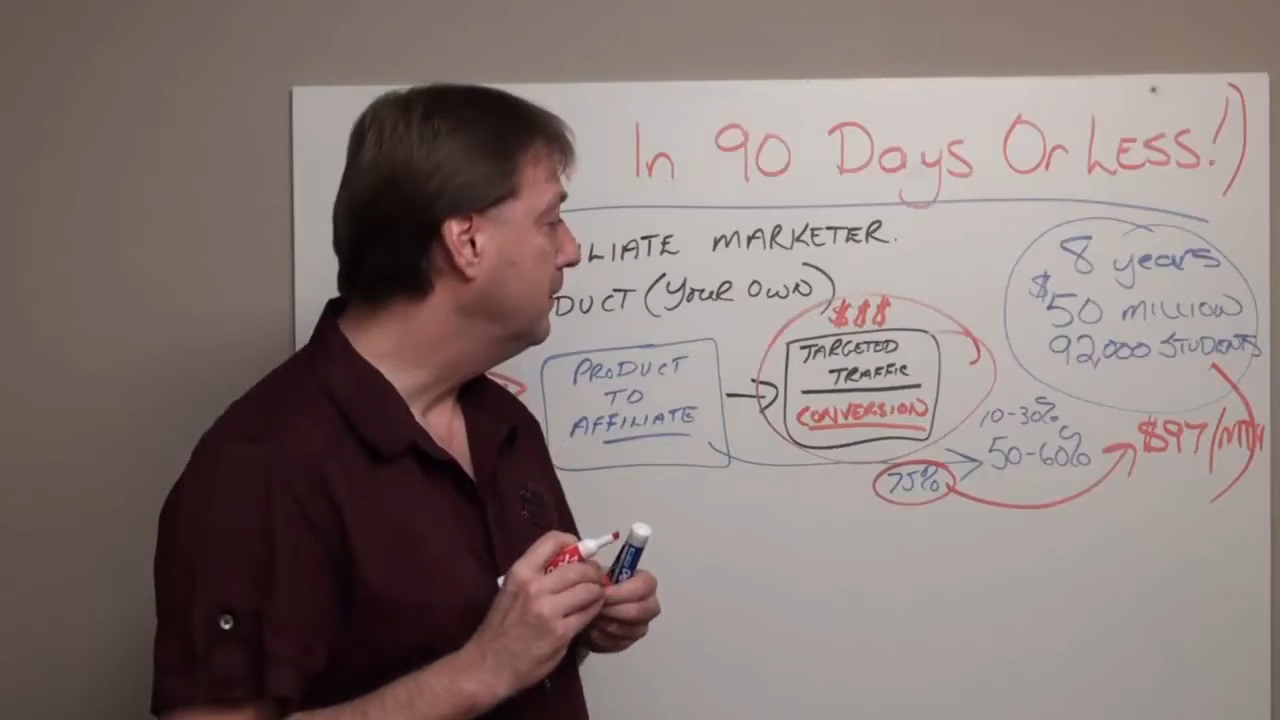 In 90 Days Or Less!)
LIATE MARKETER.
DUCT (YOUR OWN)
8 years
$50 MILLION
92,000 STUDENTS
$$$
TARGETED
TRAFFIC
CONVERSION
PRODUCT
TO
AFFILIATE
10-30%
50-60%
75%
$97/MTH